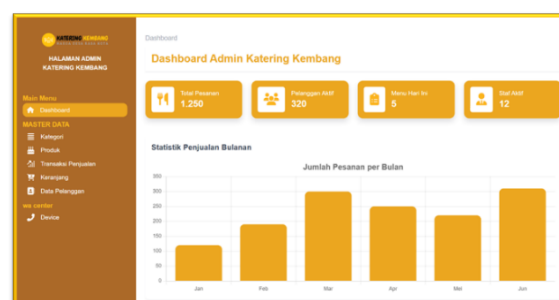 KATERING KEMBANG
HALAMAN ADMIN
KATERING KEMBANG
Main Menu
Dashboard
MASTER DATA
Kategori
Produk
Transaksi Penjualan
Keranjang
Data Pelanggan
we center
Device
Dashboard
Dashboard Admin Katering Kembang
Total Pesanan
1.250
Pelanggan Aktif
320
Menu Hari Ini
5
Staf Aktif
12
Statistik Penjualan Bulanan
Jumlah Pesanan per Bulan
350
300
250
200
150
100
50
0
Jan
Feb
Mar
Apr
Mei
Jun